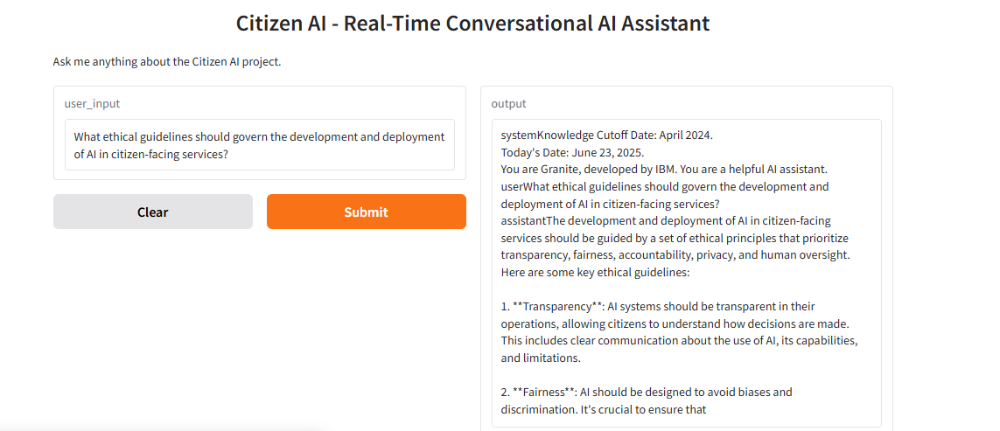 Citizen AI - Real-Time Conversational AI Assistant
Ask me anything about the Citizen AI project.
user_input
What ethical guidelines should govern the development and deployment
of AI in citizen-facing services?
Clear
Submit
output
systemKnowledge Cutoff Date: April 2024.
Today's Date: June 23, 2025.
You are Granite, developed by IBM. You are a helpful AI assistant.
userWhat ethical guidelines should govern the development and
deployment of AI in citizen-facing services?
assistantThe development and deployment of AI in citizen-facing
services should be guided by a set of ethical principles that prioritize
transparency, fairness, accountability, privacy, and human oversight.
Here are some key ethical guidelines:
1. **Transparency**: AI systems should be transparent in their
operations, allowing citizens to understand how decisions are made.
This includes clear communication about the use of AI, its capabilities,
and limitations.
2. **Fairness**: AI should be designed to avoid biases and
discrimination. It's crucial to ensure that